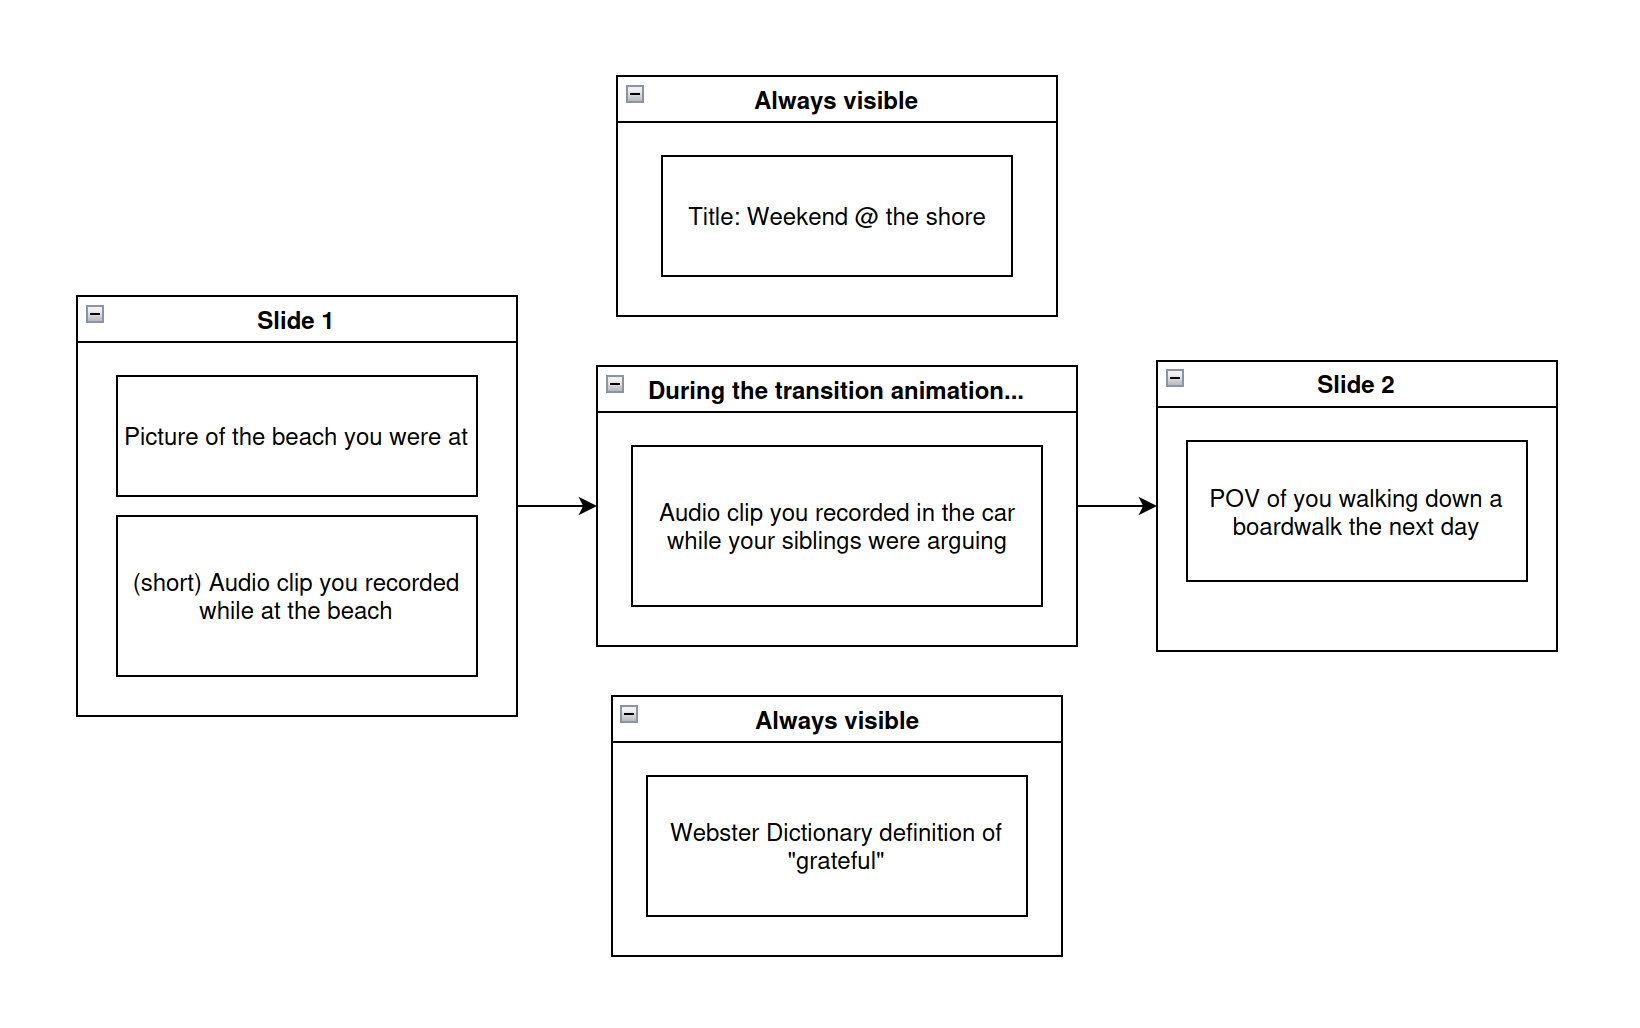 Always visible
Title: Weekend @ the shore
Slide 1
Picture of the beach you were at
(short) Audio clip you recorded
while at the beach
During the transition animation...
Audio clip you recorded in the car
while your siblings were arguing
Slide 2
POV of you walking down a
boardwalk the next day
Always visible
Webster Dictionary definition of
"grateful"